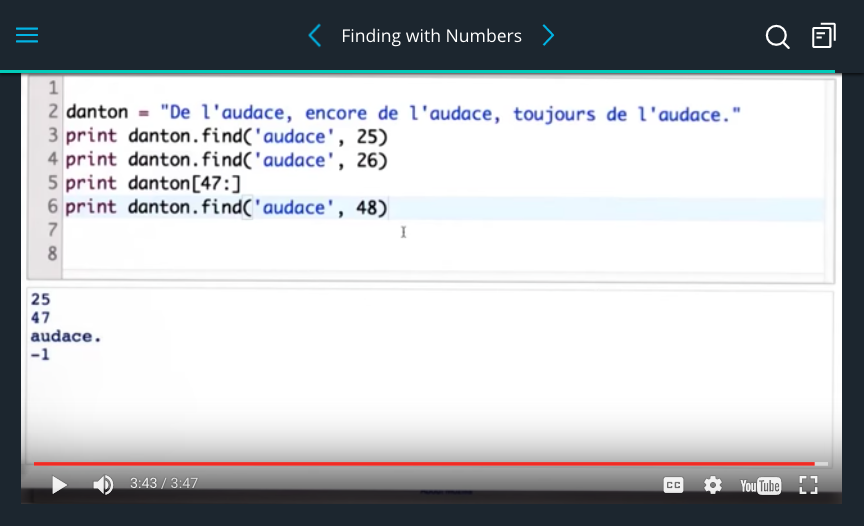 Finding with Numbers
1
2 danton = "De l'audace, encore de l'audace, toujours de l'audace."
3 print danton.find('audace', 25)
4 print danton.find('audace', 26)
5 print danton[47:]
6 print danton.find('audace', 48)
7
8
25
47
audace.
-1
3:43 / 3:47
CC
YouTube